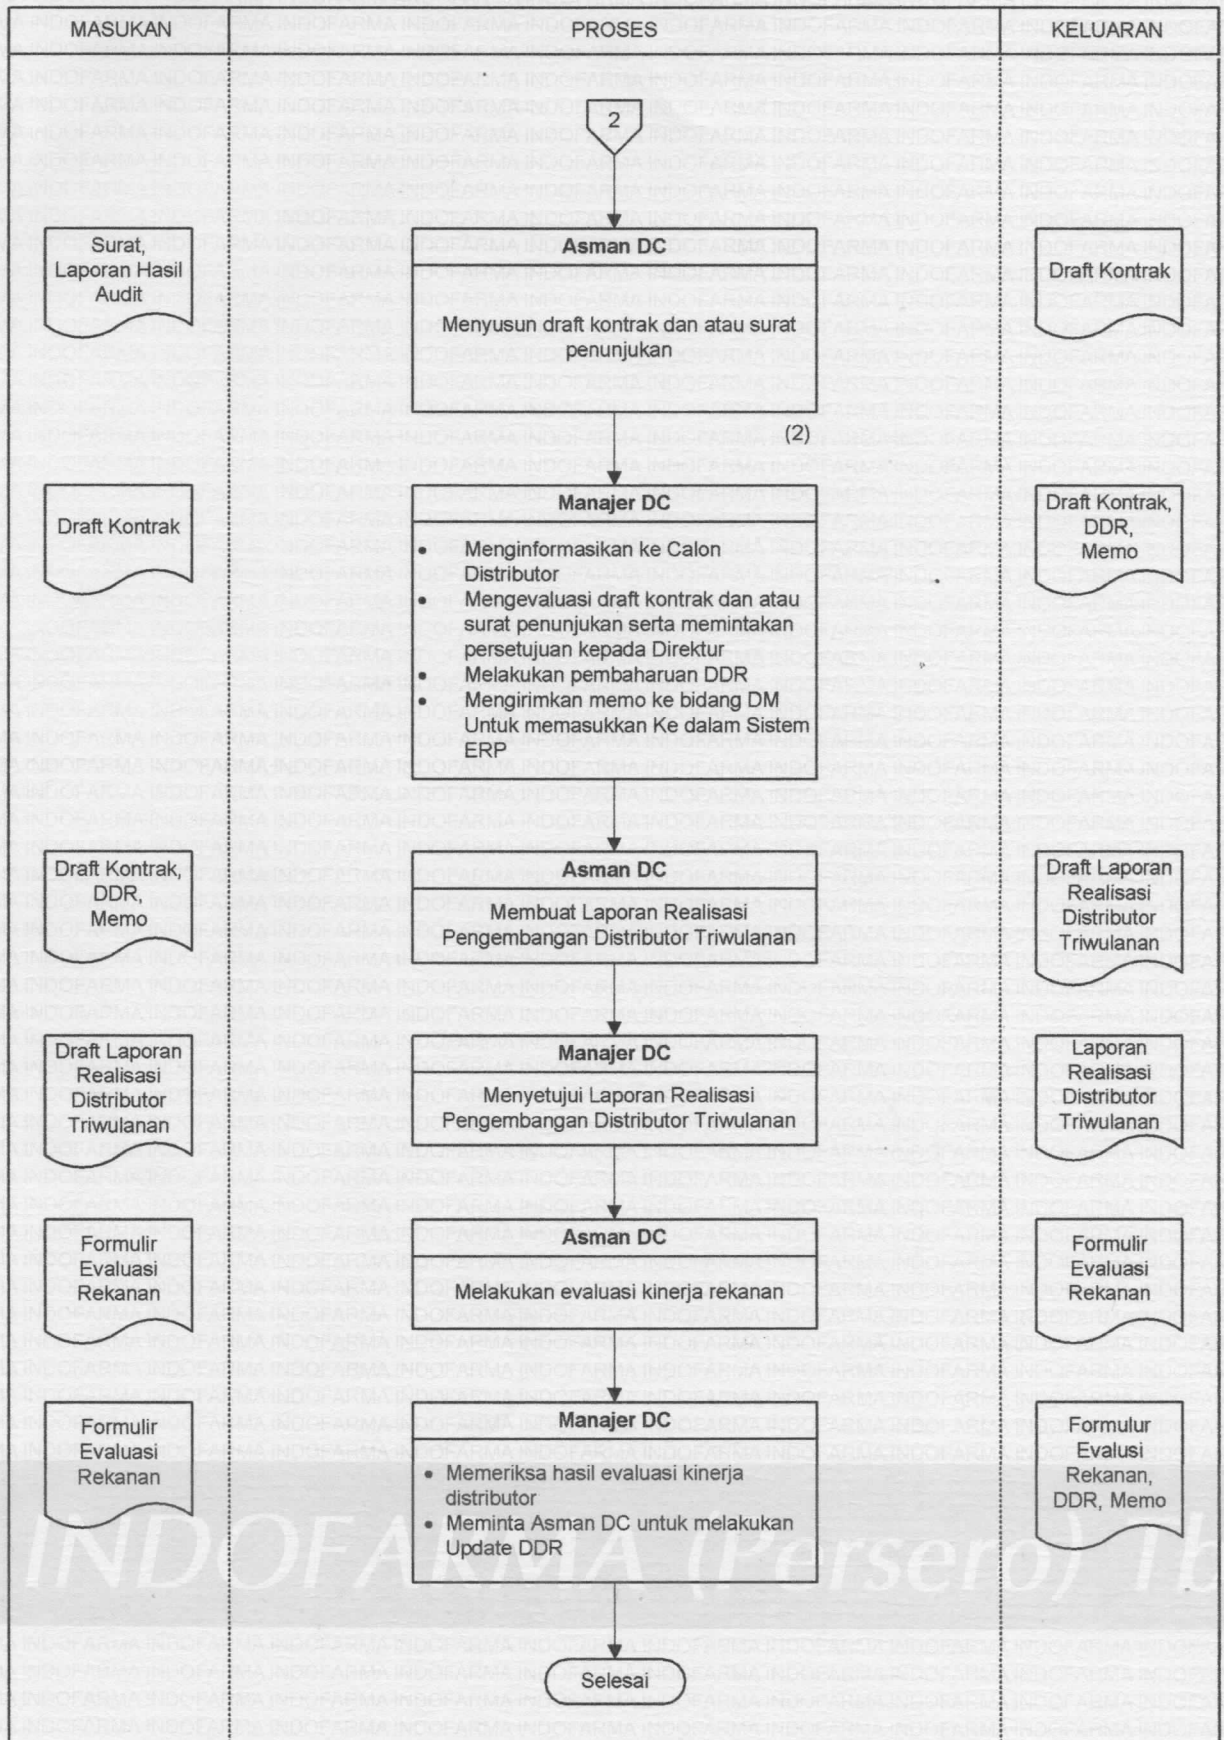 MASUKAN
PROSES
KELUARAN
2
Surat,
Laporan Hasil
Audit
Asman DC
Menyusun draft kontrak dan atau surat
penunjukan
Draft Kontrak
(2)
Draft Kontrak
Manajer DC
• Menginformasikan ke Calon
Distributor
• Mengevaluasi draft kontrak dan atau
surat penunjukan serta memintakan
persetujuan kepada Direktur
• Melakukan pembaharuan DDR
• Mengirimkan memo ke bidang DM
Untuk memasukkan Ke dalam Sistem
ERP
Draft Kontrak,
DDR,
Memo
Draft Kontrak,
DDR,
Memo
Asman DC
Membuat Laporan Realisasi
Pengembangan Distributor Triwulanan
Draft Laporan
Realisasi
Distributor
Triwulanan
Draft Laporan
Realisasi
Distributor
Triwulanan
Manajer DC
Menyetujui Laporan Realisasi
Pengembangan Distributor Triwulanan
Laporan
Realisasi
Distributor
Triwulanan
Formulir
Evaluasi
Rekanan
Asman DC
Melakukan evaluasi kinerja rekanan
Formulir
Evaluasi
Rekanan
Formulir
Evaluasi
Rekanan
Manajer DC
• Memeriksa hasil evaluasi kinerja
distributor
• Meminta Asman DC untuk melakukan
Update DDR
Formulur
Evalusi
Rekanan,
DDR, Memo
INDOFARMA (Persero) Tb
Selesai